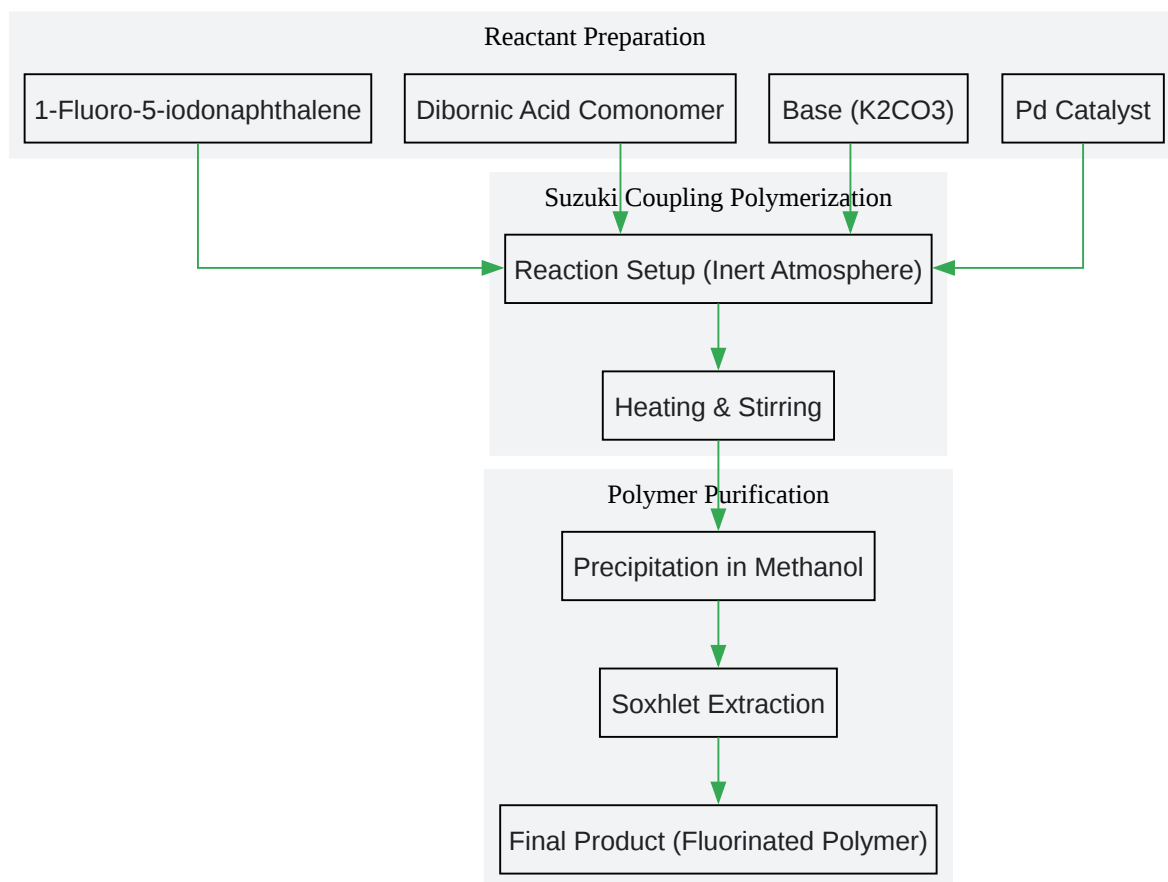 Reactant Preparation
1-Fluoro-5-iodonaphthalene
Dibornic Acid Comonomer
Base (K2CO3)
Pd Catalyst
Suzuki Coupling Polymerization
Reaction Setup (Inert Atmosphere)
Heating & Stirring
Polymer Purification
Precipitation in Methanol
Soxhlet Extraction
Final Product (Fluorinated Polymer)